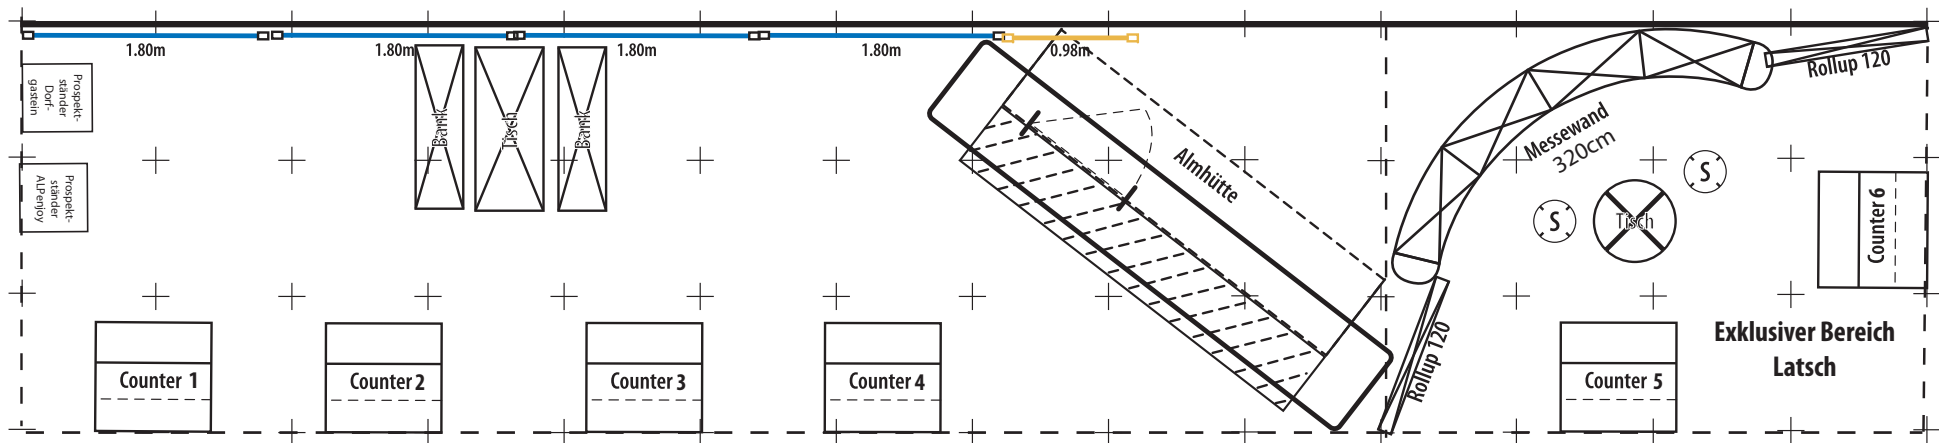 1.80m
1.80m
1.80m
1.80m
0.98m
Rollup 120
Prospekt-
ständer
Dorf-
gastein
Prospekt-
ständer
ALPenjoy
Bank
Tisch
Bank
Almhütte
Messewand
320cm
S
S
Tisch
Counter 6
Rollup 120
Exklusiver Bereich
Latsch
Counter 1
Counter 2
Counter 3
Counter 4
Counter 5